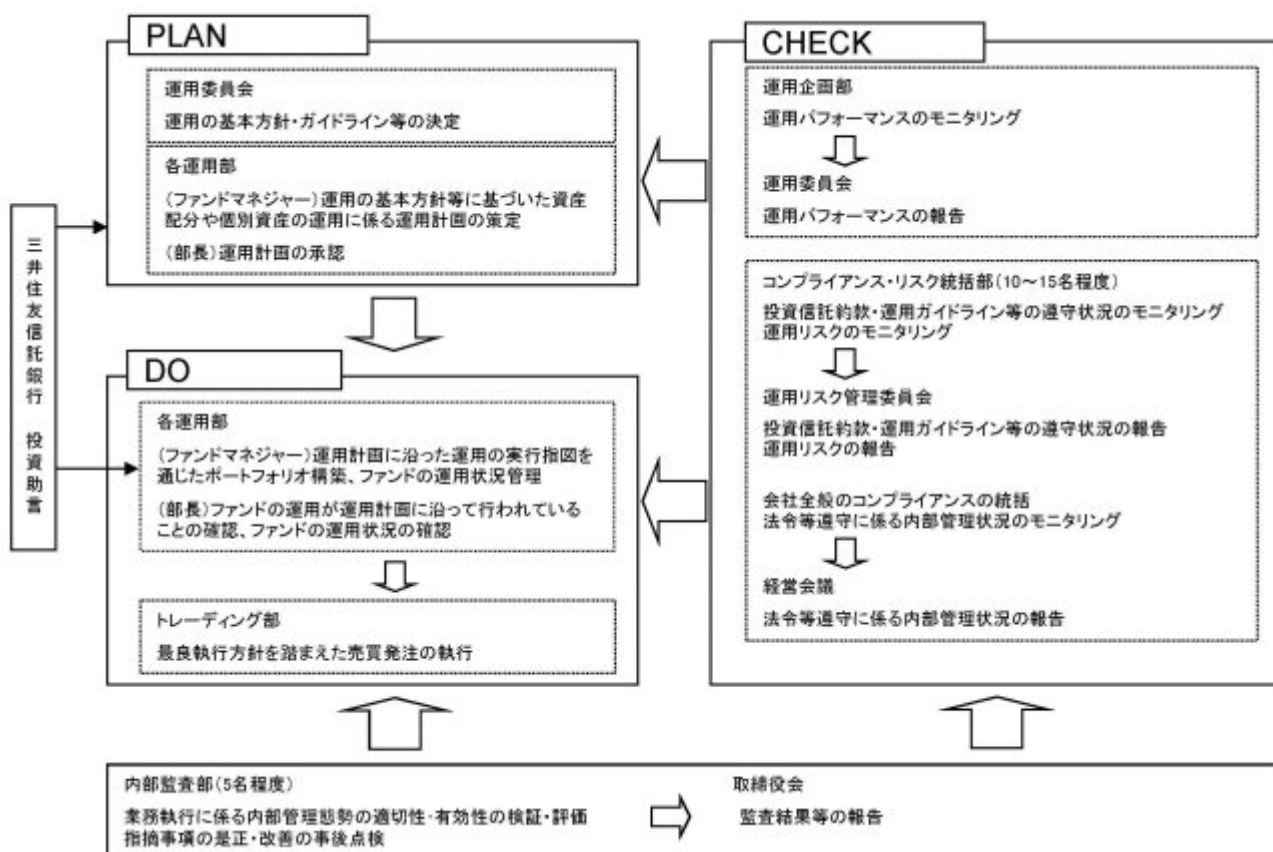 PLAN
運用委員会
運用の基本方針・ガイドライン等の決定
各運用部
(ファンドマネジャー)運用の基本方針等に基づいた資産
配分や個別資産の運用に係る運用計画の策定
(部長)運用計画の承認
三井住友信託銀行 投資助言
DO
各運用部
(ファンドマネジャー)運用計画に沿った運用の実行指図を
通じたポートフォリオ構築、ファンドの運用状況管理
(部長)ファンドの運用が運用計画に沿って行われている
ことの確認、ファンドの運用状況の確認
トレーディング部
最良執行方針を踏まえた売買発注の執行
CHECK
運用企画部
運用パフォーマンスのモニタリング
運用委員会
運用パフォーマンスの報告
コンプライアンス・リスク統括部(10~15名程度)
投資信託約款・運用ガイドライン等の遵守状況のモニタリング
運用リスクのモニタリング
運用リスク管理委員会
投資信託約款・運用ガイドライン等の遵守状況の報告
運用リスクの報告
会社全般のコンプライアンスの統括
法令等遵守に係る内部管理状況のモニタリング
経営会議
法令等遵守に係る内部管理状況の報告
内部監査部(5名程度)
業務執行に係る内部管理態勢の適切性・有効性の検証・評価
指摘事項の是正・改善の事後点検
取締役会
監査結果等の報告